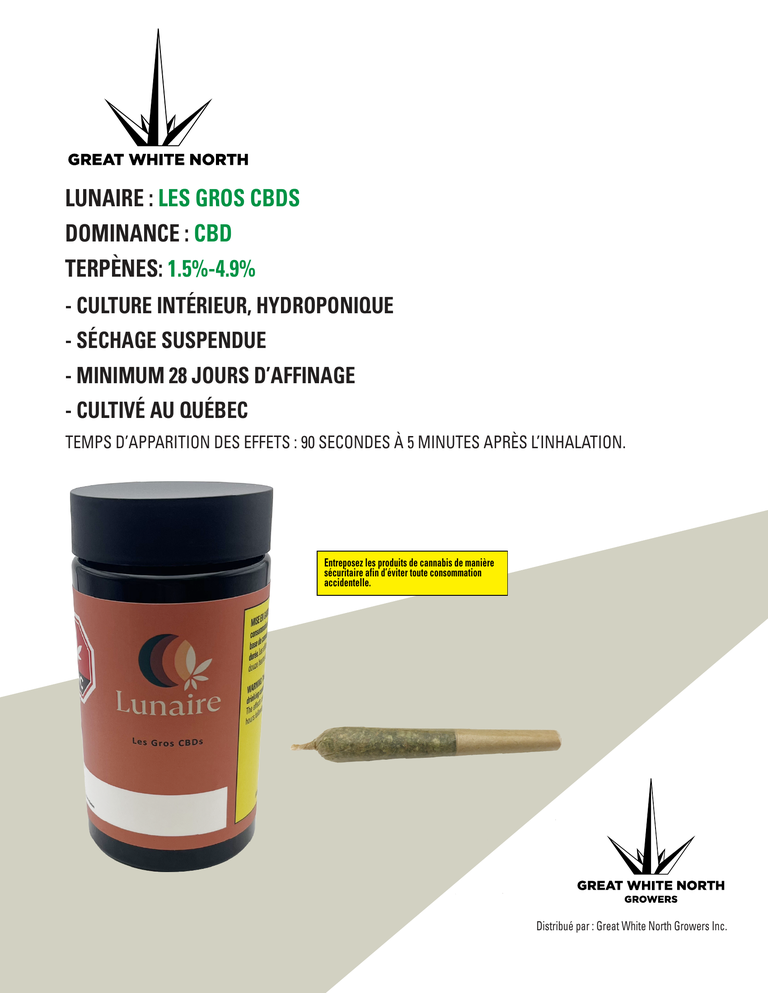 GREAT WHITE NORTH
LUNAIRE : LES GROS CBDS
DOMINANCE : CBD
TERPÈNES: 1.5%-4.9%
- CULTURE INTÉRIEUR, HYDROPONIQUE
- SÉCHAGE SUSPENDUE
- MINIMUM 28 JOURS D'AFFINAGE
- CULTIVÉ AU QUÉBEC
TEMPS D'APPARITION DES EFFETS : 90 SECONDES À 5 MINUTES APRÈS L'INHALATION.
Entreposez les produits de cannabis de manière
sécuritaire afin d'éviter toute consommation
accidentelle.
Lunaire
Les Gros CBDs
GREAT WHITE NORTH
GROWERS
Distribué par : Great White North Growers Inc.